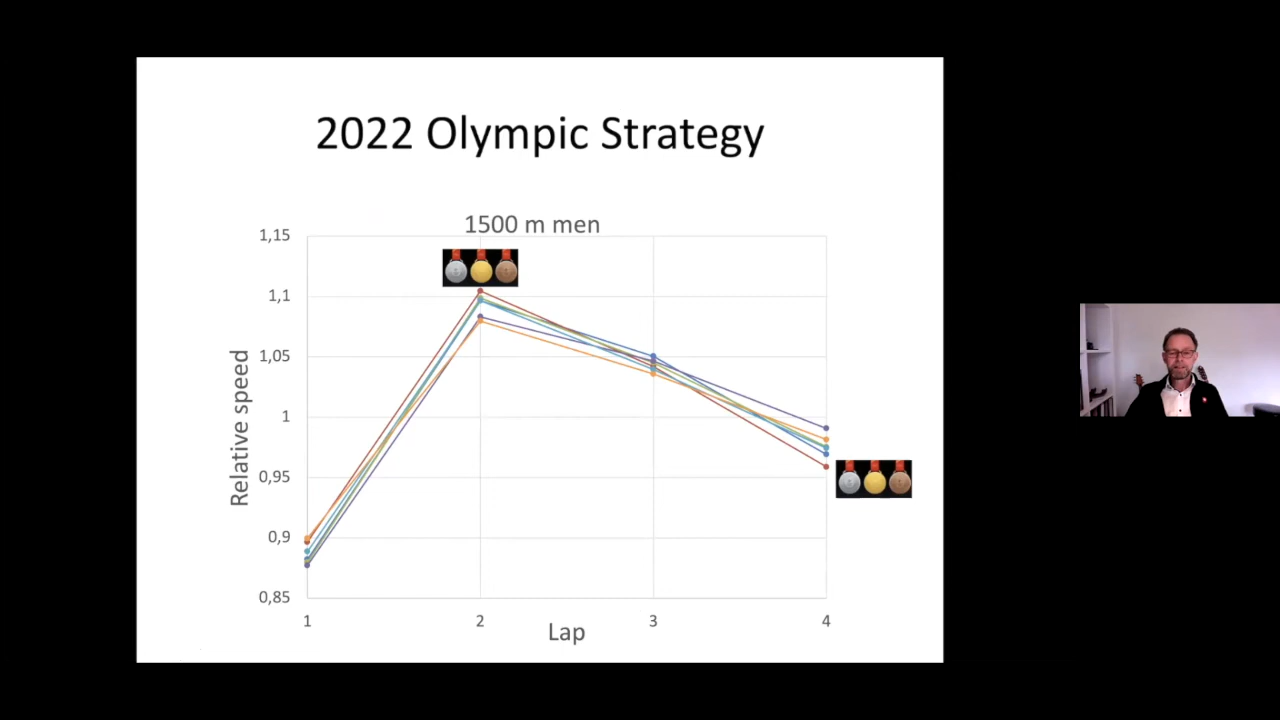 2022 Olympic Strategy
1500 m men
1,15
1,1
1,05
1
0,95
0,9
0,85
Relative speed
1
2
3
4
Lap